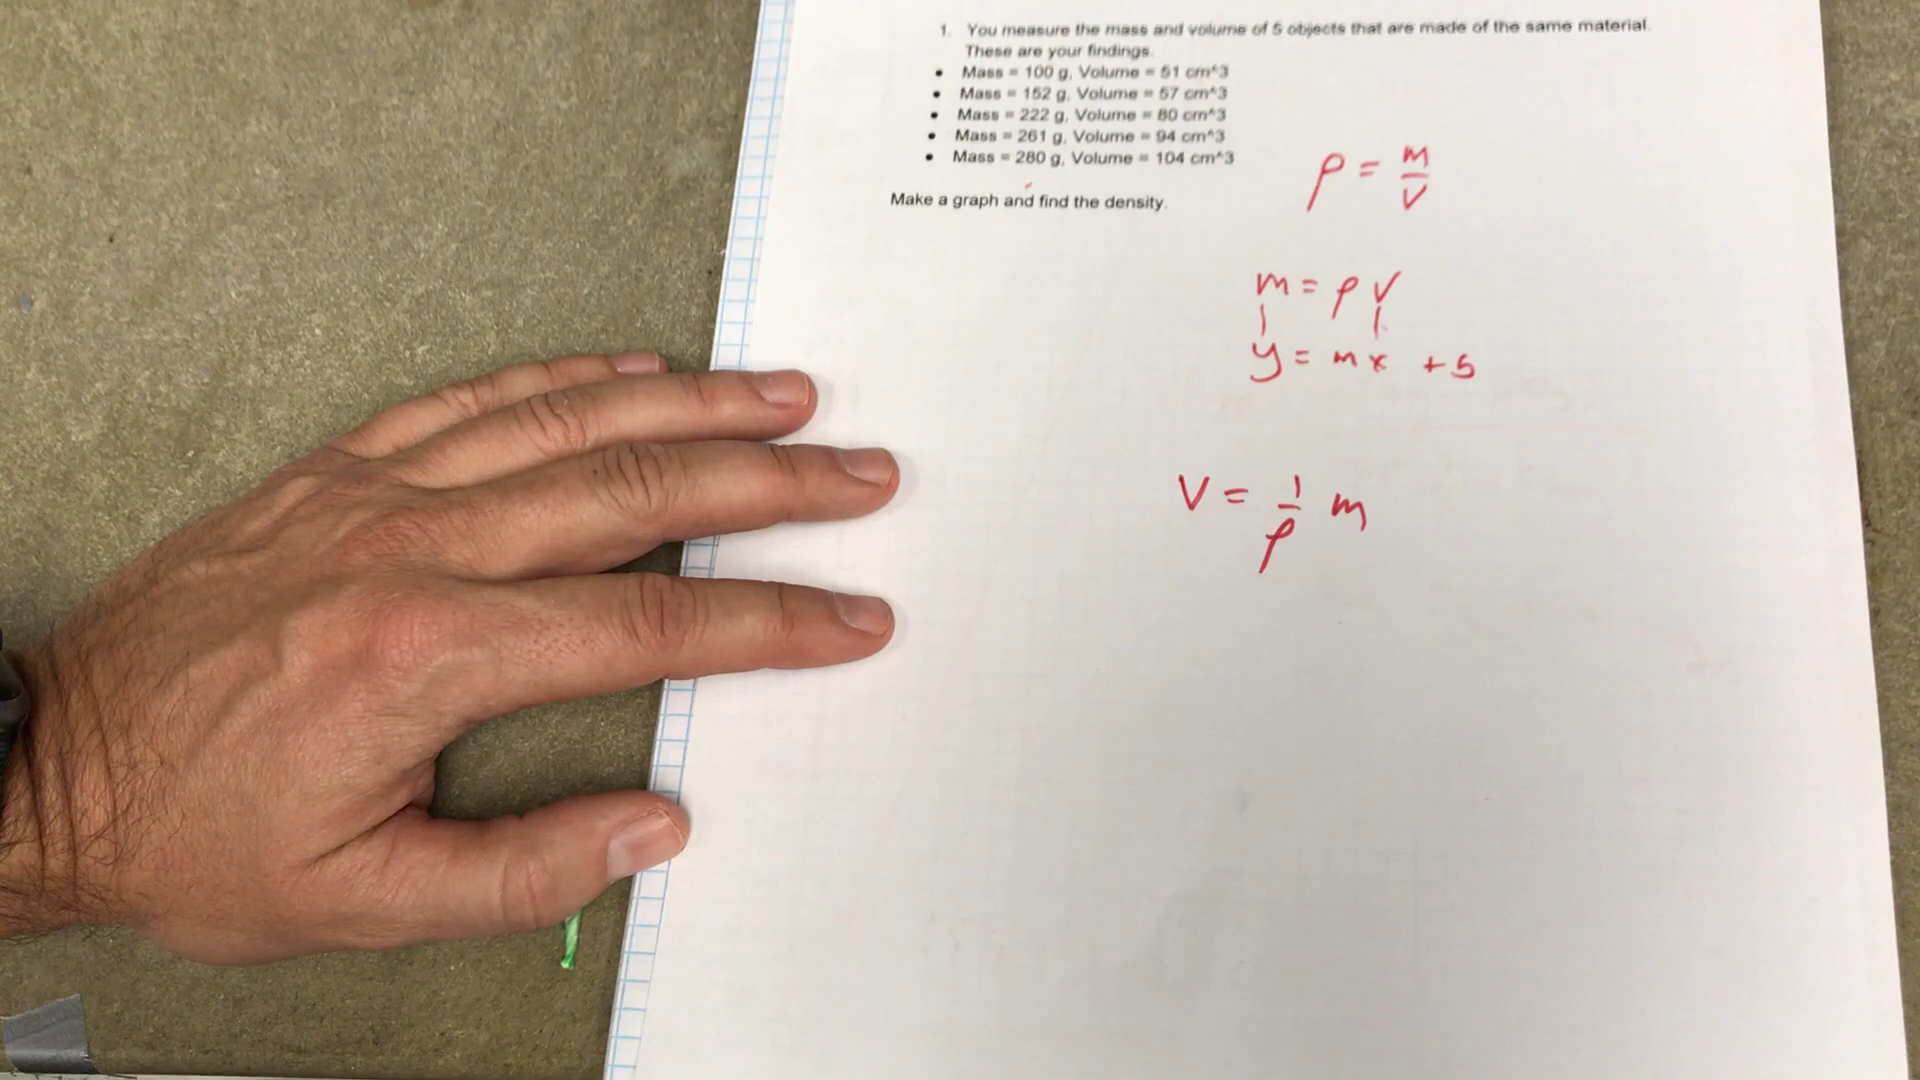 1. You measure the mass and volume of 5 objects that are made of the same material.
These are your findings.
• Mass = 100 g, Volume = 51 cm^3
• Mass = 152 g, Volume = 57 cm^3
• Mass = 222 g, Volume = 80 cm^3
• Mass = 261 g, Volume = 94 cm^3
• Mass = 280 g, Volume = 104 cm^3
Make a graph and find the density.
ρ = m/V
m = ρ V
y = m x + b
V = 1/ρ m